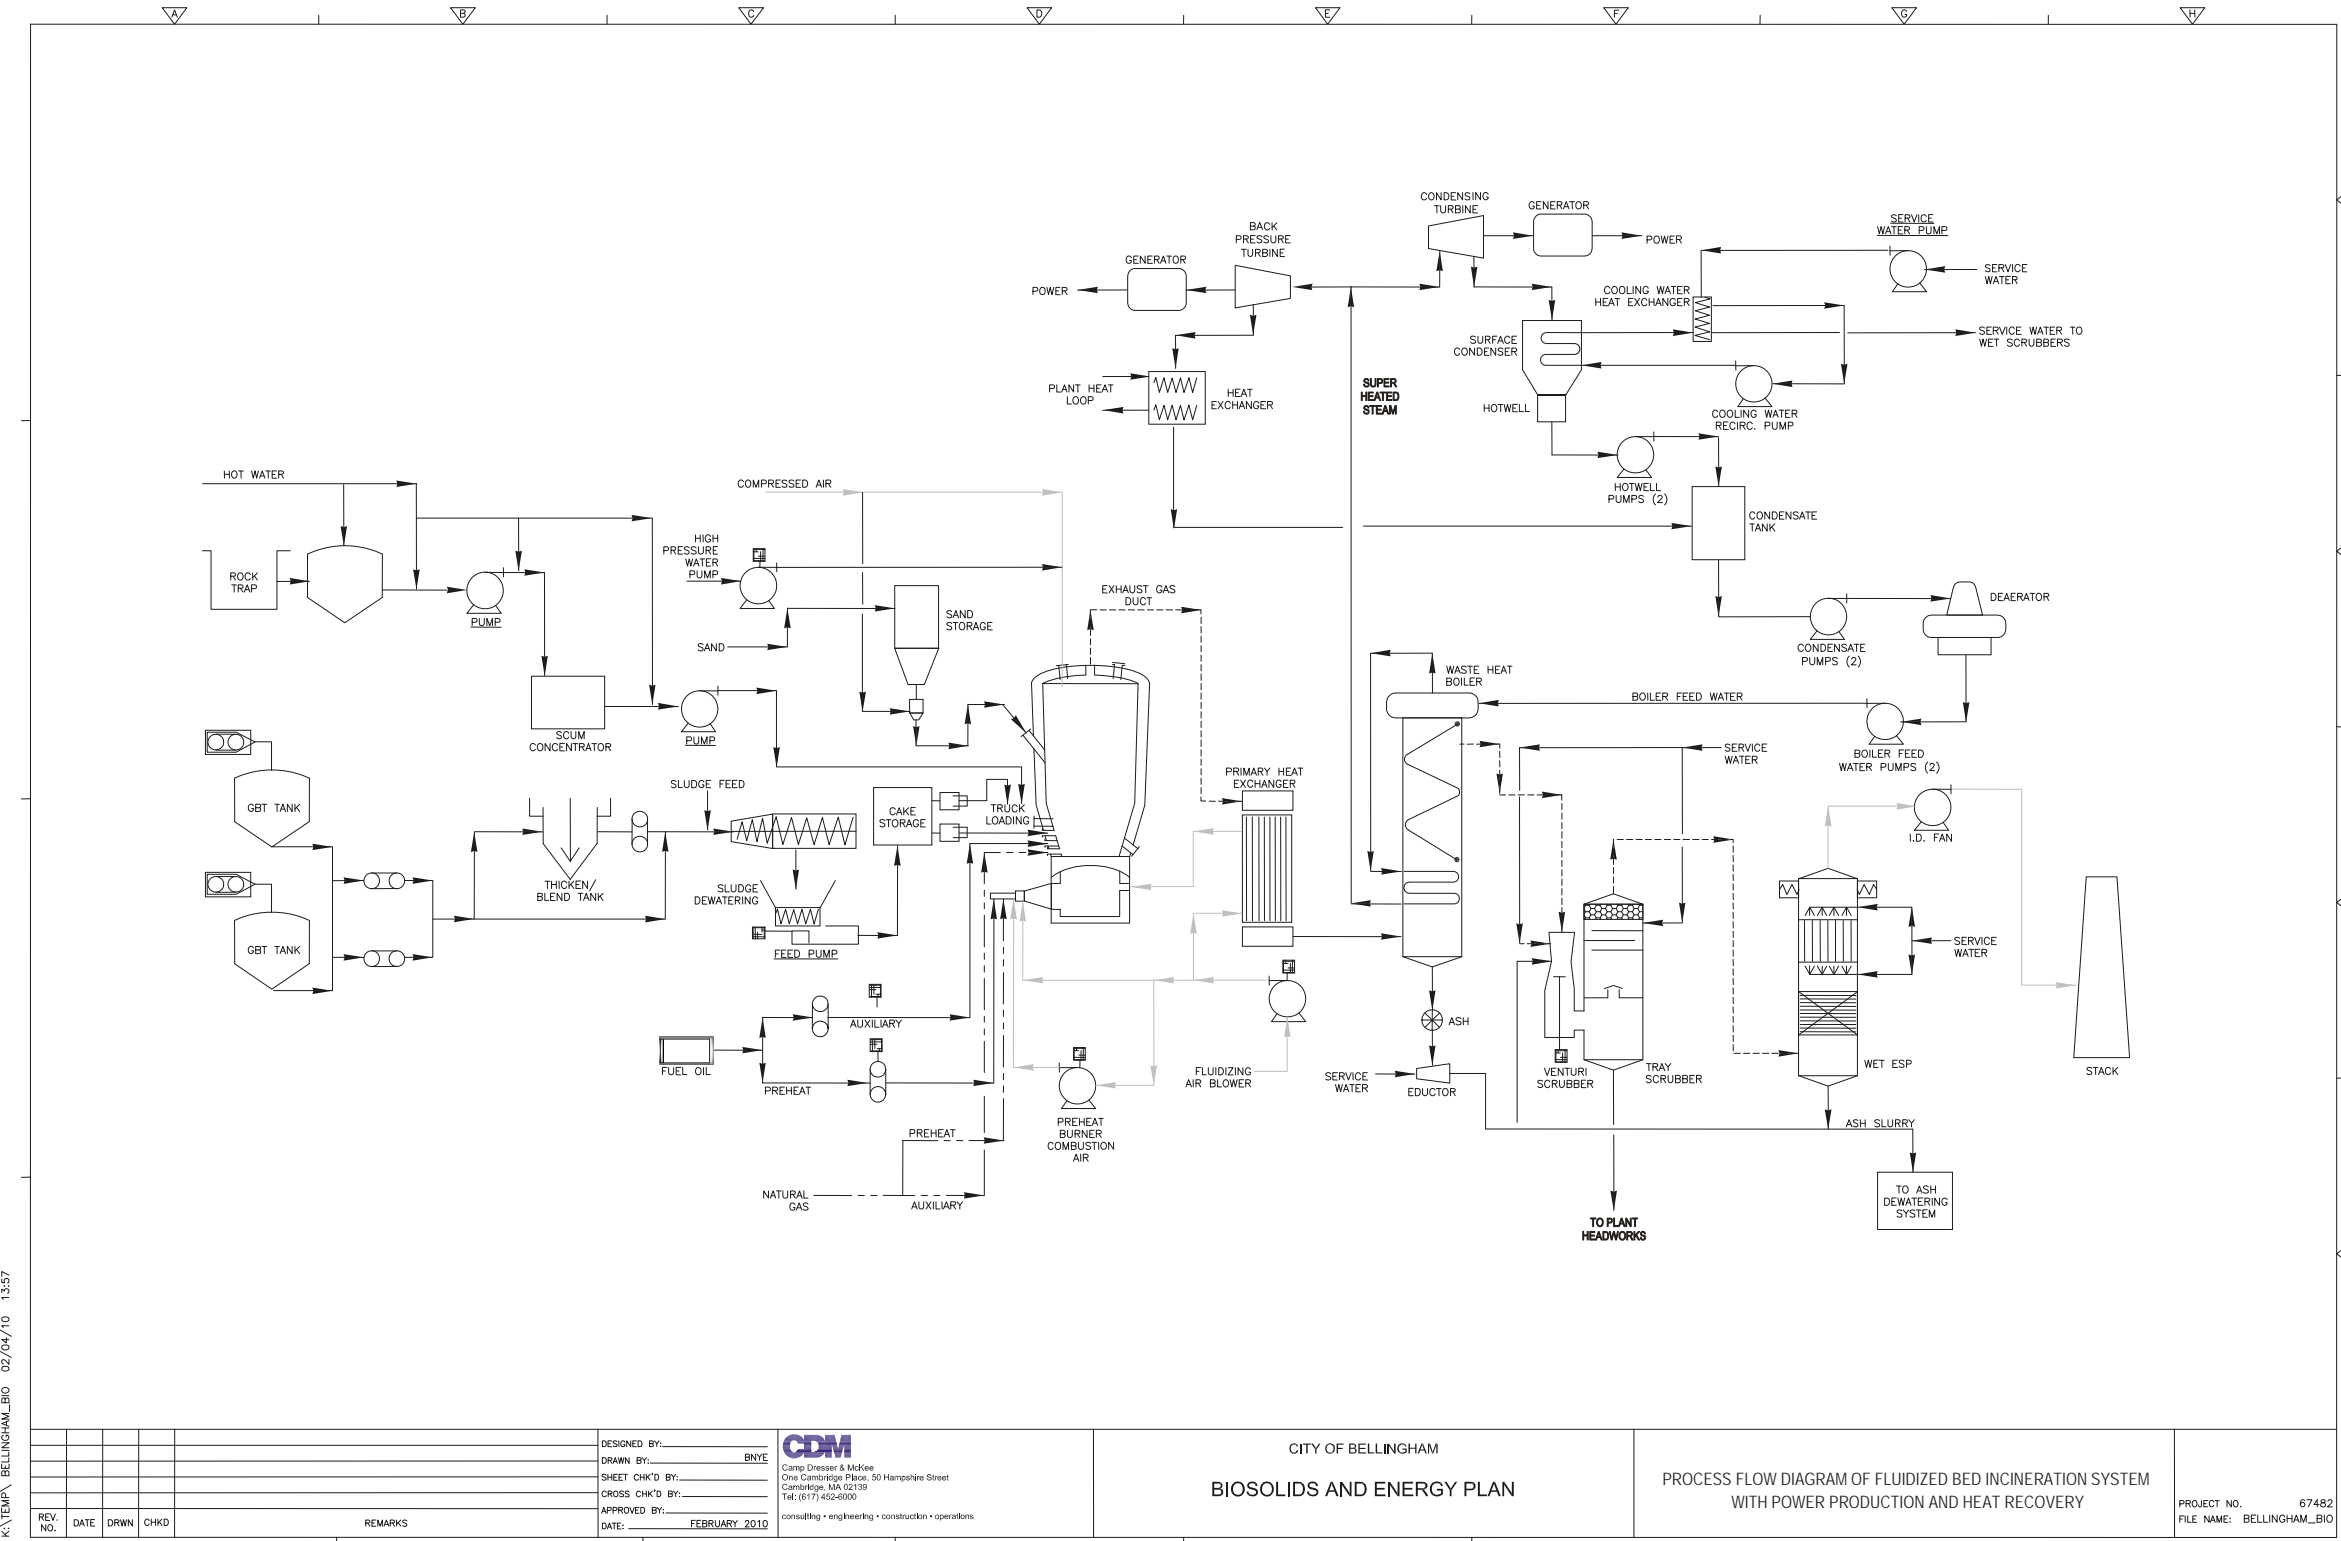 A
B
C
D
E
F
G
H
CONDENSING
TURBINE
GENERATOR
POWER
SERVICE
WATER PUMP
SERVICE
WATER
BACK
PRESSURE
TURBINE
GENERATOR
POWER
COOLING WATER
HEAT EXCHANGER
SERVICE WATER TO
WET SCRUBBERS
SURFACE
CONDENSER
HOTWELL
COOLING WATER
RECIRC. PUMP
PLANT HEAT
LOOP
HEAT
EXCHANGER
SUPER
HEATED
STEAM
HOTWELL
PUMPS (2)
CONDENSATE
TANK
HOT WATER
ROCK
TRAP
PUMP
COMPRESSED AIR
HIGH
PRESSURE
WATER
PUMP
SAND
SAND
STORAGE
EXHAUST GAS
DUCT
DEAERATOR
CONDENSATE
PUMPS (2)
WASTE HEAT
BOILER
BOILER FEED WATER
BOILER FEED
WATER PUMPS (2)
SCUM
CONCENTRATOR
PUMP
GBT TANK
GBT TANK
THICKEN/
BLEND TANK
SLUDGE FEED
SLUDGE
DEWATERING
FEED PUMP
CAKE
STORAGE
TRUCK
LOADING
PRIMARY HEAT
EXCHANGER
SERVICE
WATER
I.D. FAN
SERVICE
WATER
AUXILIARY
FUEL OIL
PREHEAT
PREHEAT
NATURAL
GAS
AUXILIARY
PREHEAT
BURNER
COMBUSTION
AIR
FLUIDIZING
AIR BLOWER
ASH
SERVICE
WATER
EDUCTOR
VENTURI
SCRUBBER
TRAY
SCRUBBER
WET ESP
STACK
ASH SLURRY
TO ASH
DEWATERING
SYSTEM
TO PLANT
HEADWORKS
K:\TEMP\ BELLINGHAM_BIO 02/04/10 13:57
REV.
NO.
DATE
DRWN
CHKD
REMARKS
DESIGNED BY:
DRAWN BY: BNYE
SHEET CHK'D BY:
CROSS CHK'D BY:
APPROVED BY:
DATE: FEBRUARY 2010
CDM
Camp Dresser & McKee
One Cambridge Place, 50 Hampshire Street
Cambridge, MA 02139
Tel: (617) 452-6000
consulting • engineering • construction • operations
CITY OF BELLINGHAM
BIOSOLIDS AND ENERGY PLAN
PROCESS FLOW DIAGRAM OF FLUIDIZED BED INCINERATION SYSTEM
WITH POWER PRODUCTION AND HEAT RECOVERY
PROJECT NO. 67482
FILE NAME: BELLINGHAM_BIO